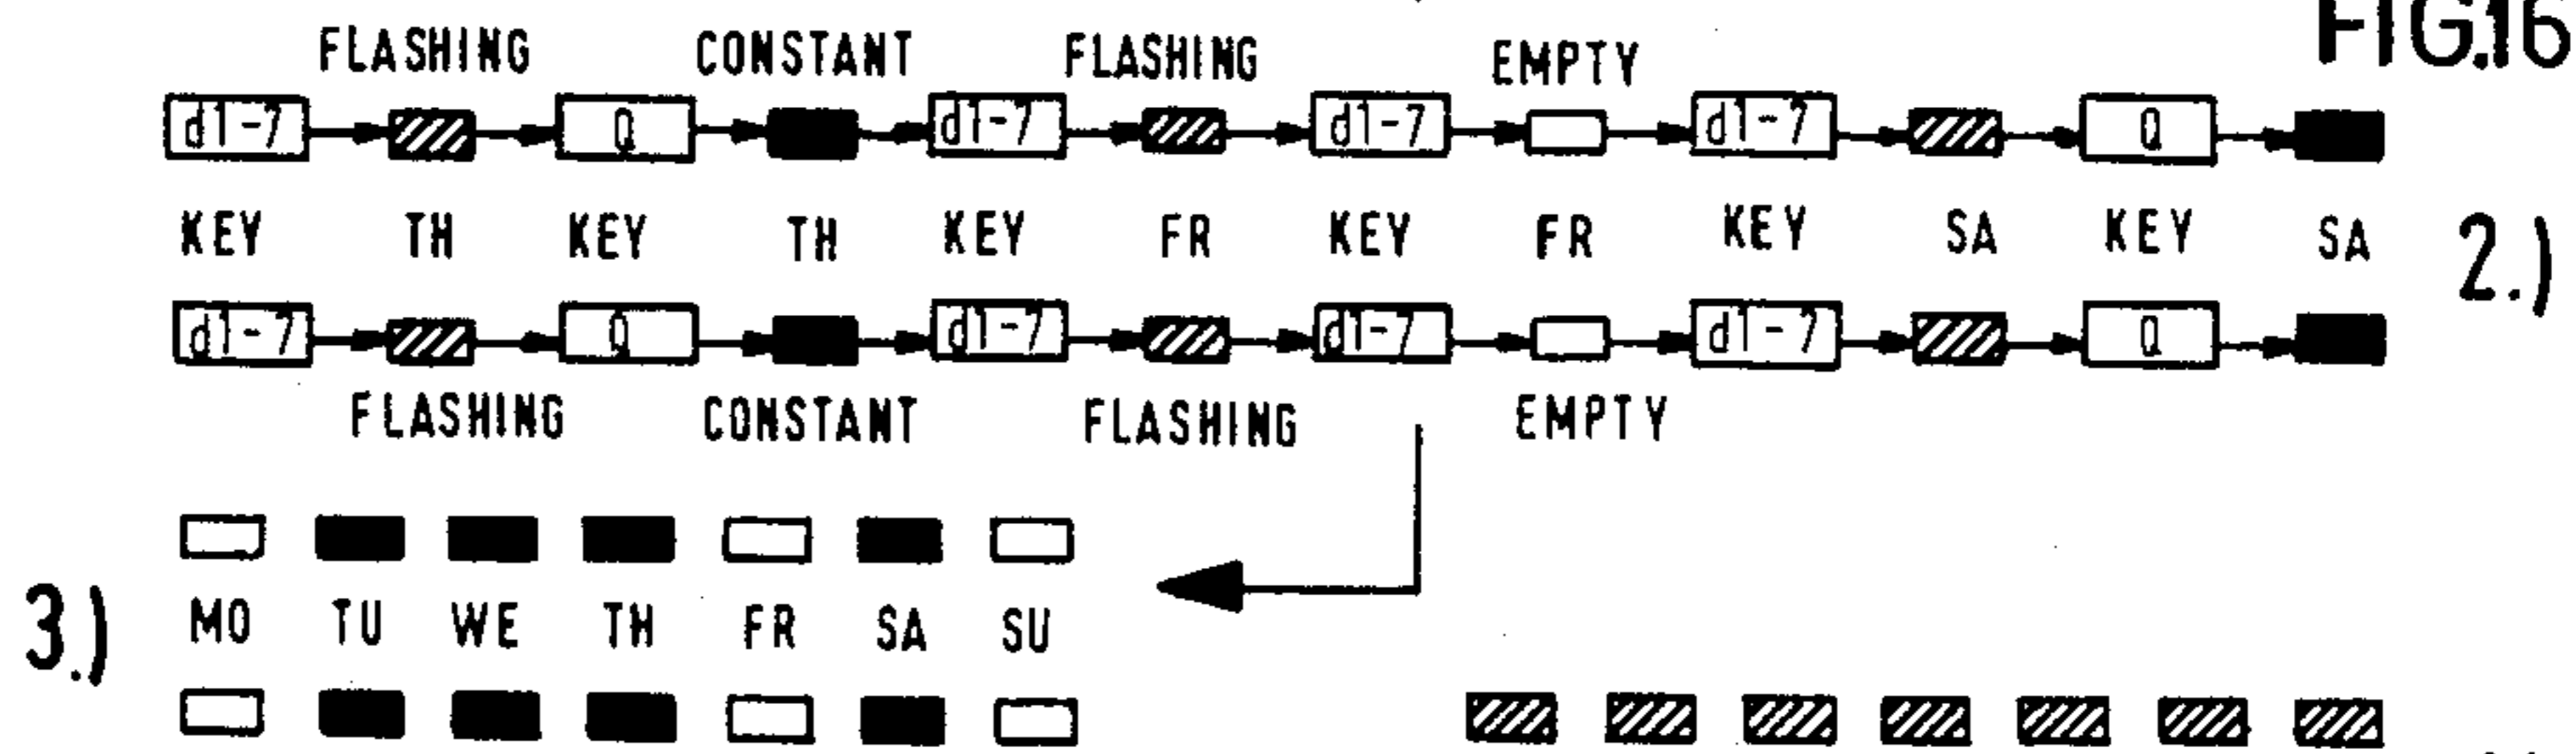 FIG.16
FLASHING CONSTANT FLASHING EMPTY
d1-7 Q d1-7 d1-7 d1-7 Q
KEY TH KEY TH KEY FR KEY FR KEY SA KEY SA
2.)
d1-7 Q d1-7 d1-7 d1-7 Q
FLASHING CONSTANT FLASHING EMPTY
3.) MO TU WE TH FR SA SU